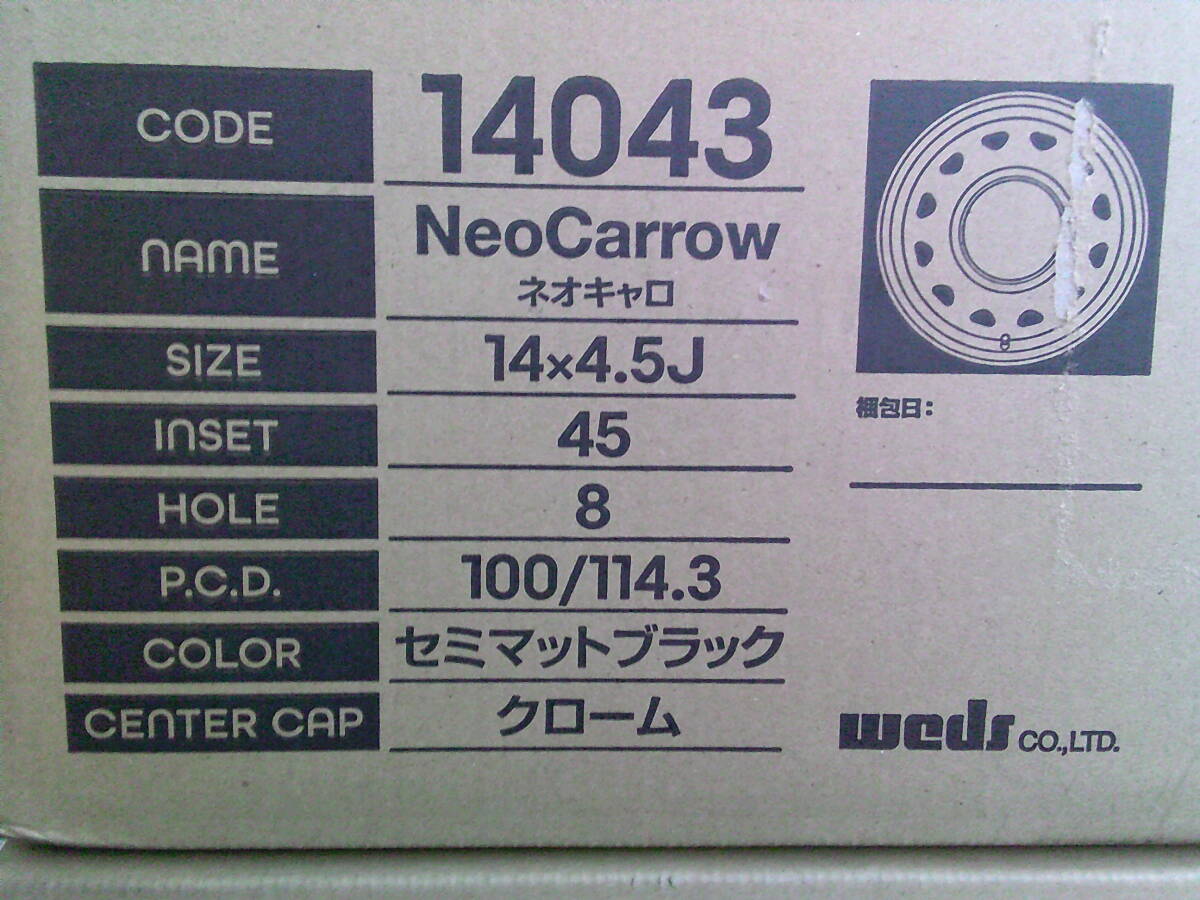 CODE 14043
NAME NeoCarrow
ネオキャロ
SIZE 14×4.5J
INSET 45
HOLE 8
P.C.D. 100/114.3
COLOR セミマットブラック
CENTER CAP クローム
8
梱包日:
weds CO.,LTD.